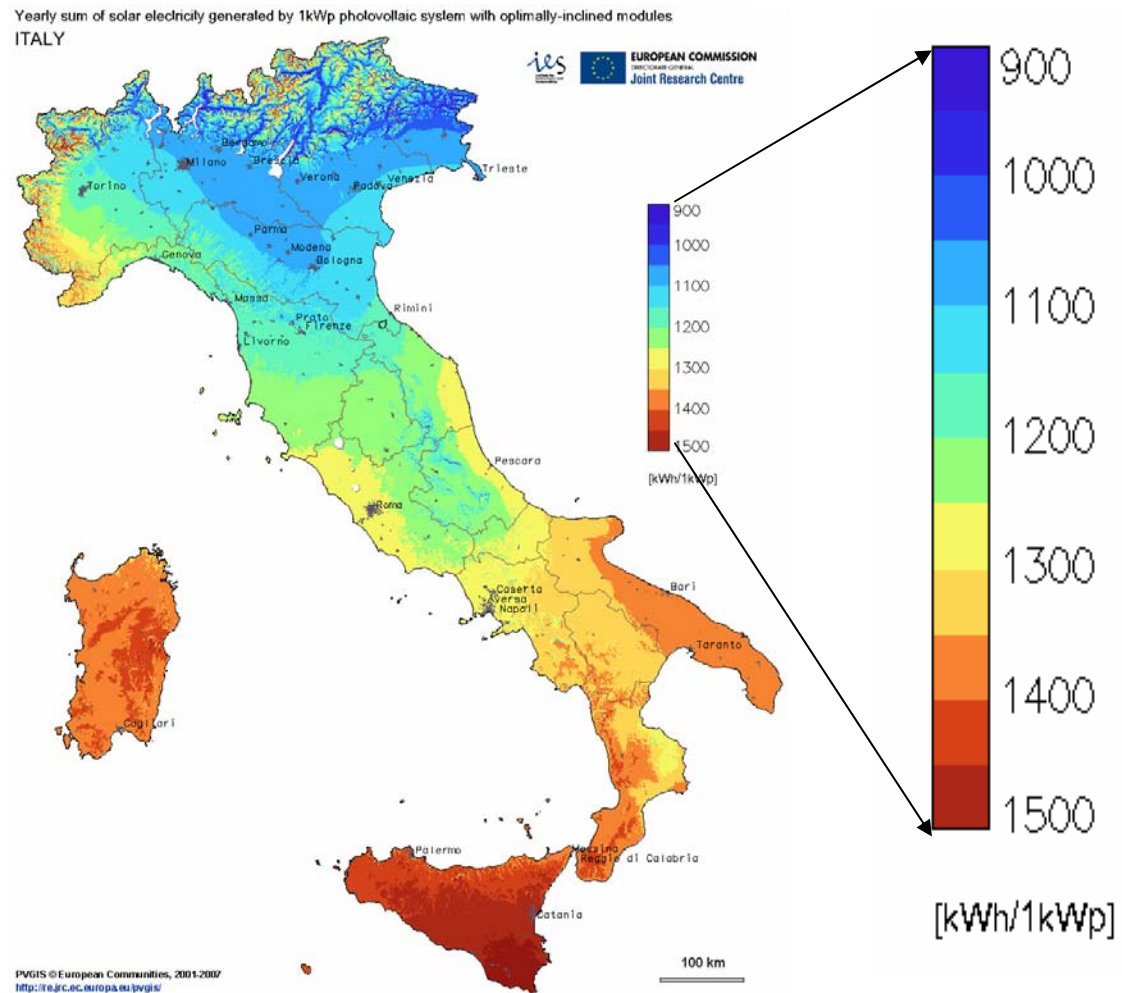 Yearly sum of solar electricity generated by 1kWp photovoltaic system with optimally-inclined modules
ITALY
ies
EUROPEAN COMMISSION
DIRECTORATE-GENERAL
Joint Research Centre
Bergamo
Milano
Brescia
Trieste
Verona
Torino
Padova
Venezia
Parma
Modena
Genova
Bologna
Massa
Rimini
Prato
Firenze
Livorno
Pescara
Roma
Caserta
Aversa
Napoli
Bari
Taranto
Cagliari
Palermo
Messina
Reggio di Calabria
Catania
900
1000
1100
1200
1300
1400
1500
[kWh/1kWp]
900
1000
1100
1200
1300
1400
1500
[kWh/1kWp]
100 km
PVGIS © European Communities, 2001-2007
http://re.jrc.ec.europa.eu/pvgis/